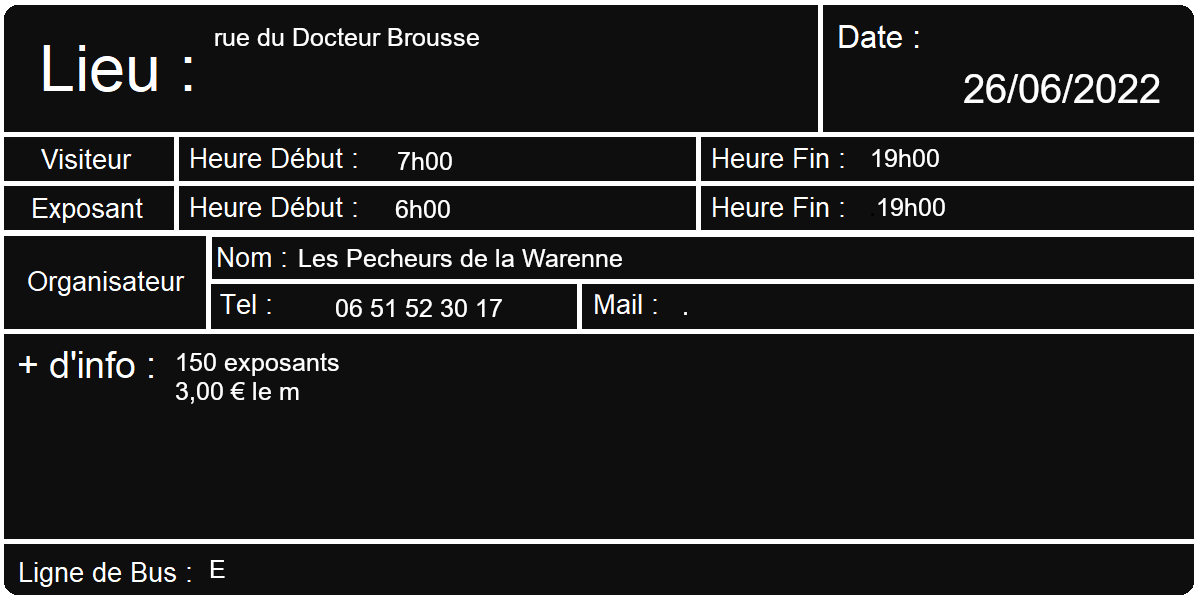 Lieu : rue du Docteur Brousse
Date :
26/06/2022
Visiteur Heure Début : 7h00 Heure Fin : 19h00
Exposant Heure Début : 6h00 Heure Fin : .19h00
Organisateur
Nom : Les Pecheurs de la Warenne
Tel : 06 51 52 30 17 Mail : .
+ d'info : 150 exposants
3,00 € le m
Ligne de Bus : E